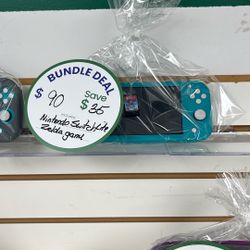 BUNDLE DEAL
$ 90 Save $ 35
Nintendo Switch Lite
Zelda game